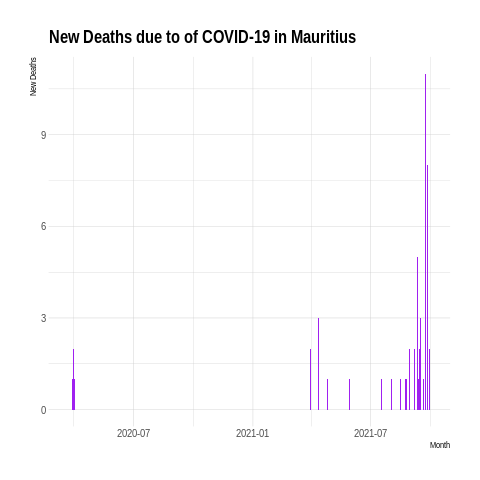 New Deaths due to of COVID-19 in Mauritius
New Deaths
9
6
3
0
2020-07 2021-01 2021-07
Month